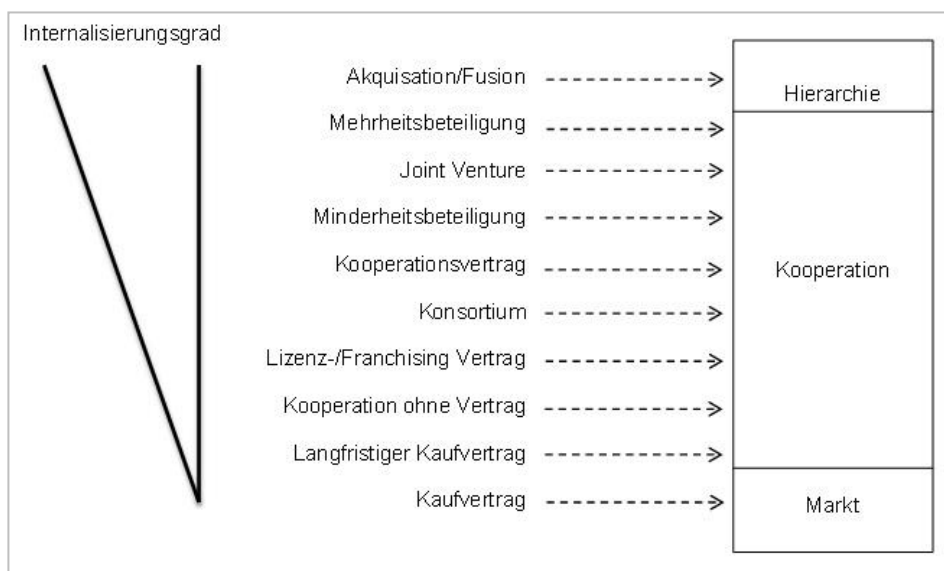 Internalisierungsgrad
Akquisation/Fusion
Hierarchie
Mehrheitsbeteiligung
Joint Venture
Minderheitsbeteiligung
Kooperationsvertrag
Kooperation
Konsortium
Lizenz-/Franchising Vertrag
Kooperation ohne Vertrag
Langfristiger Kaufvertrag
Kaufvertrag
Markt